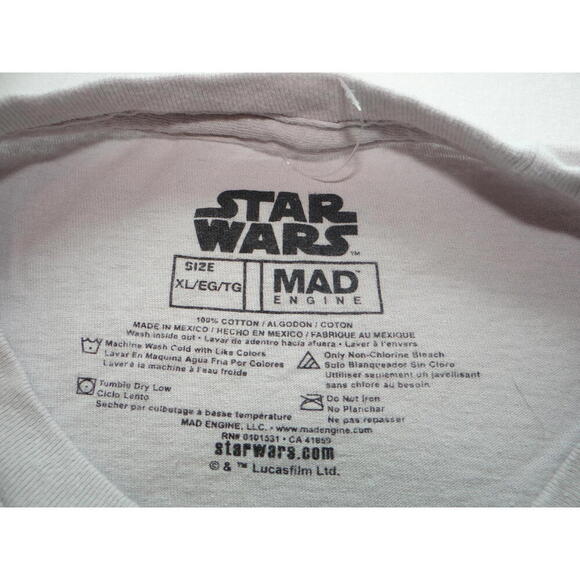 STAR
WARS™
SIZE
XL/EG/TG
MAD™
ENGINE
100% COTTON / ALGODON / COTON
MADE IN MEXICO / HECHO EN MEXICO / FABRIQUE AU MEXIQUE
Wash inside out • Lavar de adentro hacia afuera • Laver à l'envers
Machine Wash Cold with Like Colors
Lavar En Maquina Agua Fria Por Colores
Laver à la machine à l'eau froide
Only Non-Chlorine Bleach
Solo Blanqueador Sin Cloro
Utiliser seulement un javellisant
sans chlore au besoin
Tumble Dry Low
Ciclo Lento
Sécher par culbutage à basse température
Do Not Iron
No Planchar
Ne pas repasser
MAD ENGINE, LLC. • www.madengine.com
RN# 0101531 • CA 41859
starwars.com
© & ™ Lucasfilm Ltd.